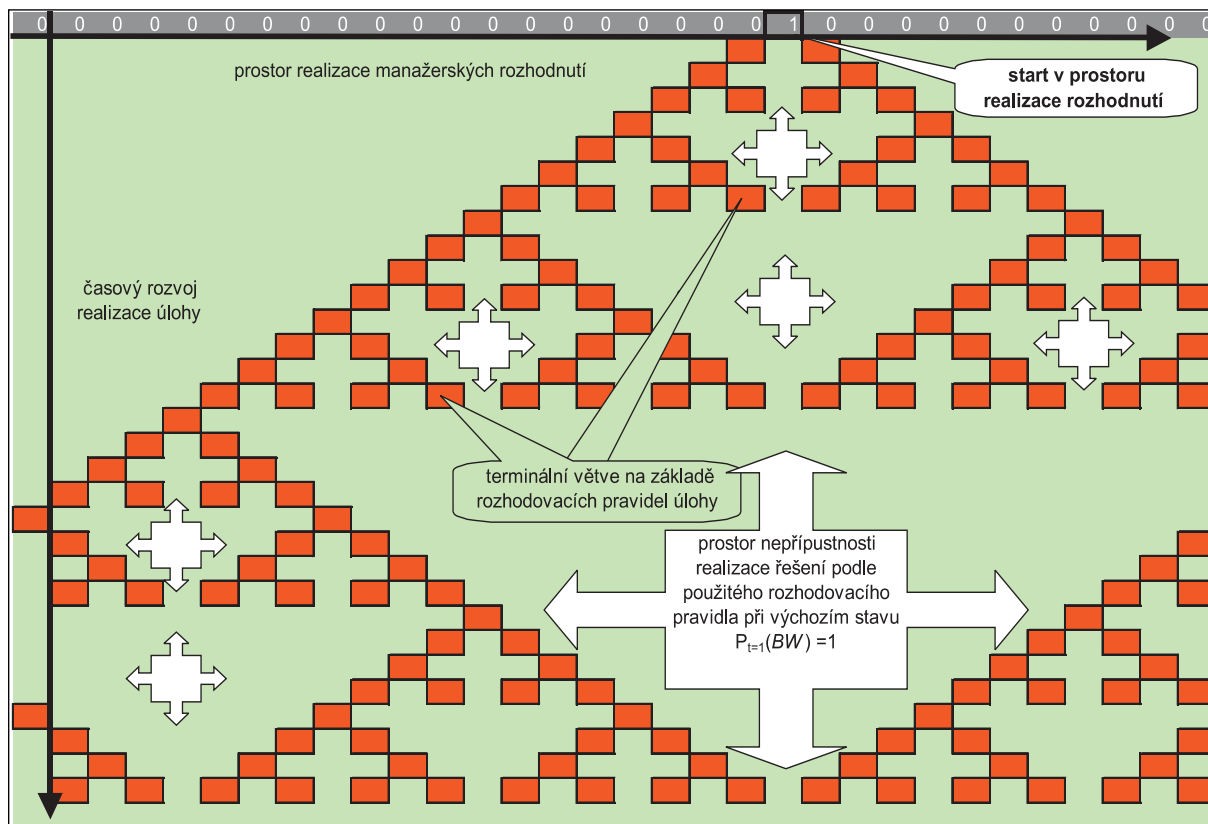 0 0 0 0 0 0 0 0 0 0 0 0 0 0 0 0 0 0 0 0 1 0 0 0 0 0 0 0 0 0 0 0
prostor realizace manažerských rozhodnutí
start v prostoru
realizace rozhodnutí
časový rozvoj
realizace úlohy
terminální větve na základě
rozhodovacích pravidel úlohy
prostor nepřípustnosti
realizace řešení podle
použitého rozhodovacího
pravidla při výchozím stavu
P_{t=1}(BW) =1